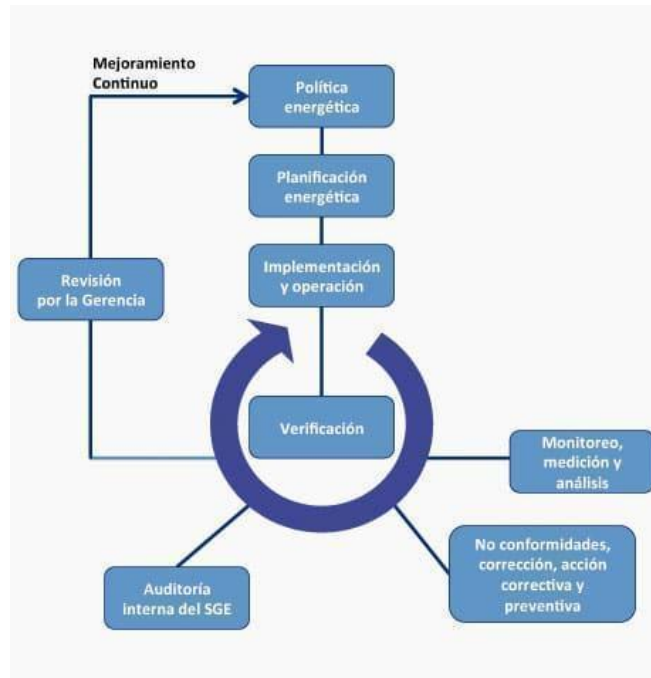 Mejoramiento
Continuo
Política
energética
Planificación
energética
Implementación
y operación
Revisión
por la Gerencia
Verificación
Monitoreo,
medición y
análisis
No conformidades,
corrección, acción
correctiva y
preventiva
Auditoría
interna del SGE